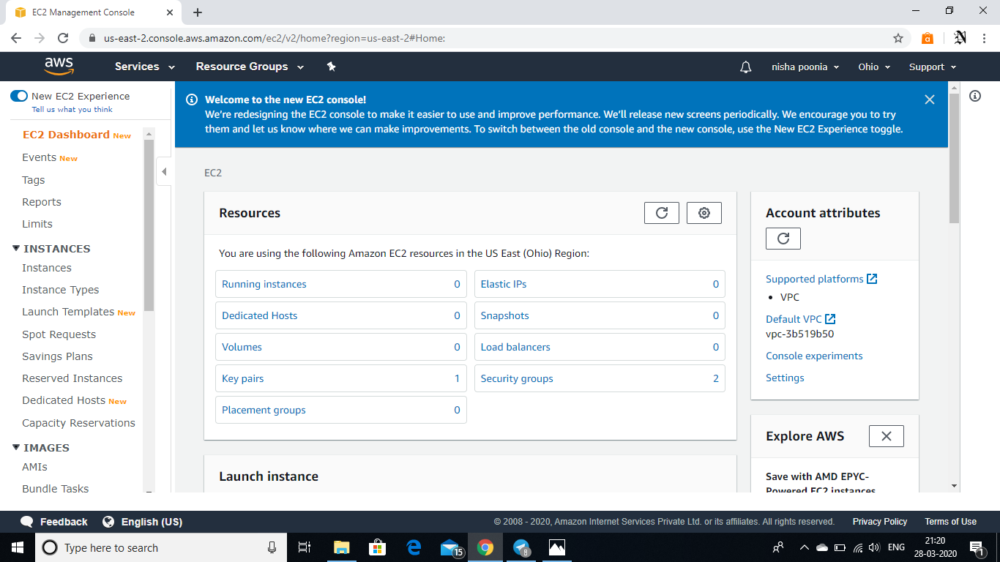 EC2 Management Console
us-east-2.console.aws.amazon.com/ec2/v2/home?region=us-east-2#Home:
aws
Services
Resource Groups
nisha poonia
Ohio
Support
New EC2 Experience
Tell us what you think
EC2 Dashboard New
Events New
Tags
Reports
Limits
INSTANCES
Instances
Instance Types
Launch Templates New
Spot Requests
Savings Plans
Reserved Instances
Dedicated Hosts New
Capacity Reservations
IMAGES
AMIs
Bundle Tasks
Welcome to the new EC2 console!
We're redesigning the EC2 console to make it easier to use and improve performance. We'll release new screens periodically. We encourage you to try
them and let us know where we can make improvements. To switch between the old console and the new console, use the New EC2 Experience toggle.
EC2
Resources
You are using the following Amazon EC2 resources in the US East (Ohio) Region:
Running instances 0
Elastic IPs 0
Dedicated Hosts 0
Snapshots 0
Volumes 0
Load balancers 0
Key pairs 1
Security groups 2
Placement groups 0
Launch instance
Account attributes
Supported platforms
• VPC
Default VPC
vpc-3b519b50
Console experiments
Settings
Explore AWS
Save with AMD EPYC-
Powered EC2 instances
Feedback
English (US)
© 2008 - 2020, Amazon Internet Services Private Ltd. or its affiliates. All rights reserved.
Privacy Policy
Terms of Use
Type here to search
15
8
ENG
21:20
28-03-2020
1